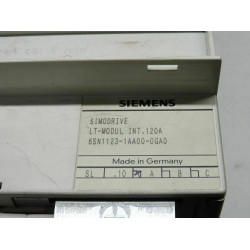 SIEMENS
SIMODRIVE
LT-MODUL INT.120A
6SN1123-1AA00-0GA0
Made in Germany
SL .10 A B C